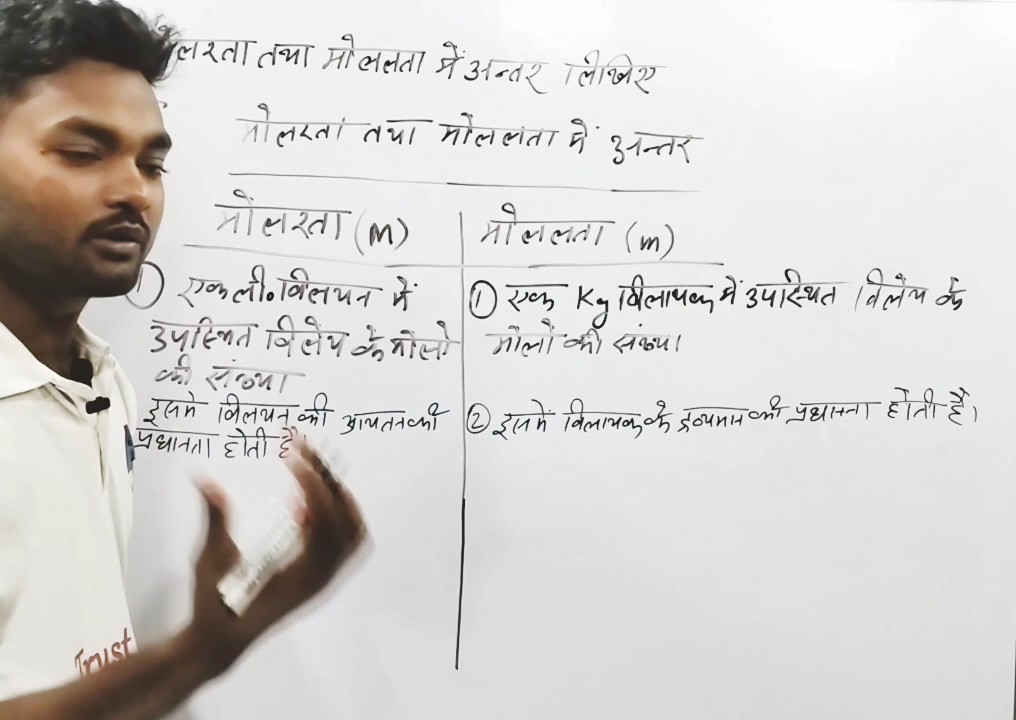 लरता तथा मोललता में अन्तर लिखिए
मोलरता तथा मोललता में अन्तर
मोलरता (M)
मोललता (m)
① एक ली० विलयन में
उपस्थित विलेय के मोलो
की संख्या
इसमें विलयन की आयतन की
प्रधानता होती है।
① एक Kg विलायक में उपस्थित विलेय के
मोलों की संख्या।
② इसमें विलायक के द्रव्यमान की प्रधानता होती है।
Trust